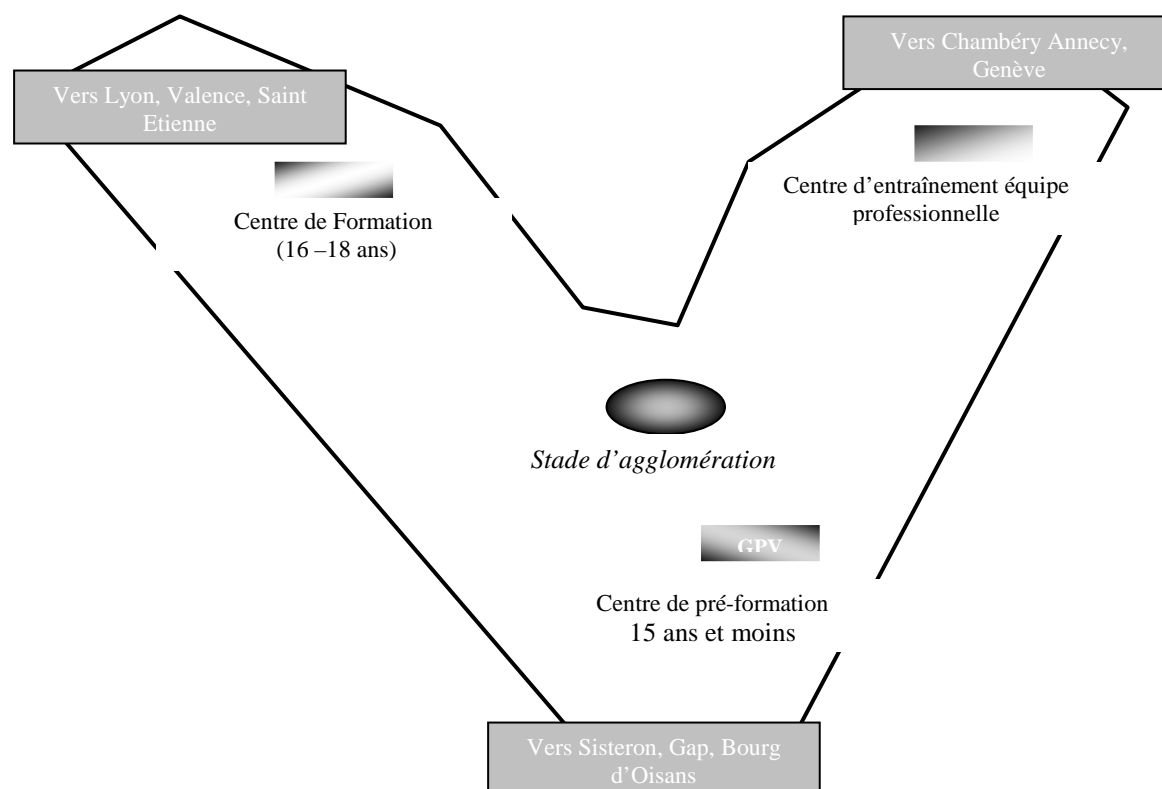 Vers Chambéry Annecy,
Genève
Vers Lyon, Valence, Saint
Etienne
Centre d’entraînement équipe
professionnelle
Centre de Formation
(16 –18 ans)
Stade d’agglomération
GPV
Centre de pré-formation
15 ans et moins
Vers Sisteron, Gap, Bourg
d’Oisans